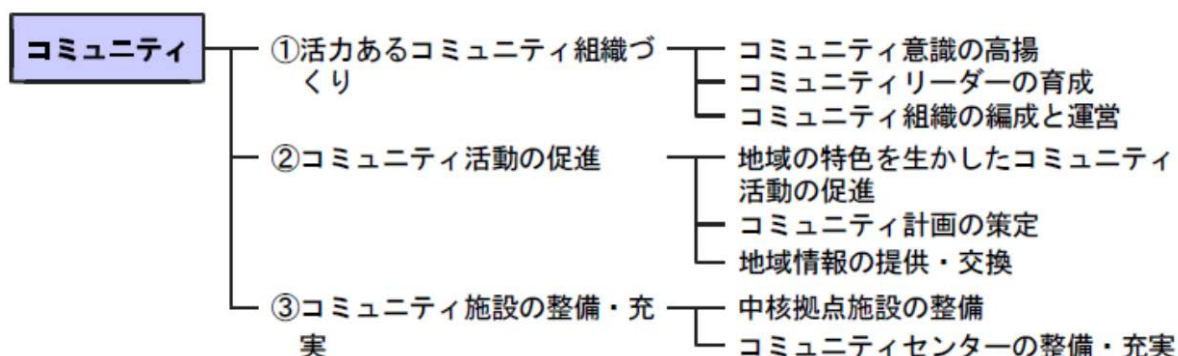 コミュニティ
①活力あるコミュニティ組織づ
くり
コミュニティ意識の高揚
コミュニティリーダーの育成
コミュニティ組織の編成と運営
②コミュニティ活動の促進
地域の特色を生かしたコミュニティ
活動の促進
コミュニティ計画の策定
地域情報の提供・交換
③コミュニティ施設の整備・充
実
中核拠点施設の整備
コミュニティセンターの整備・充実